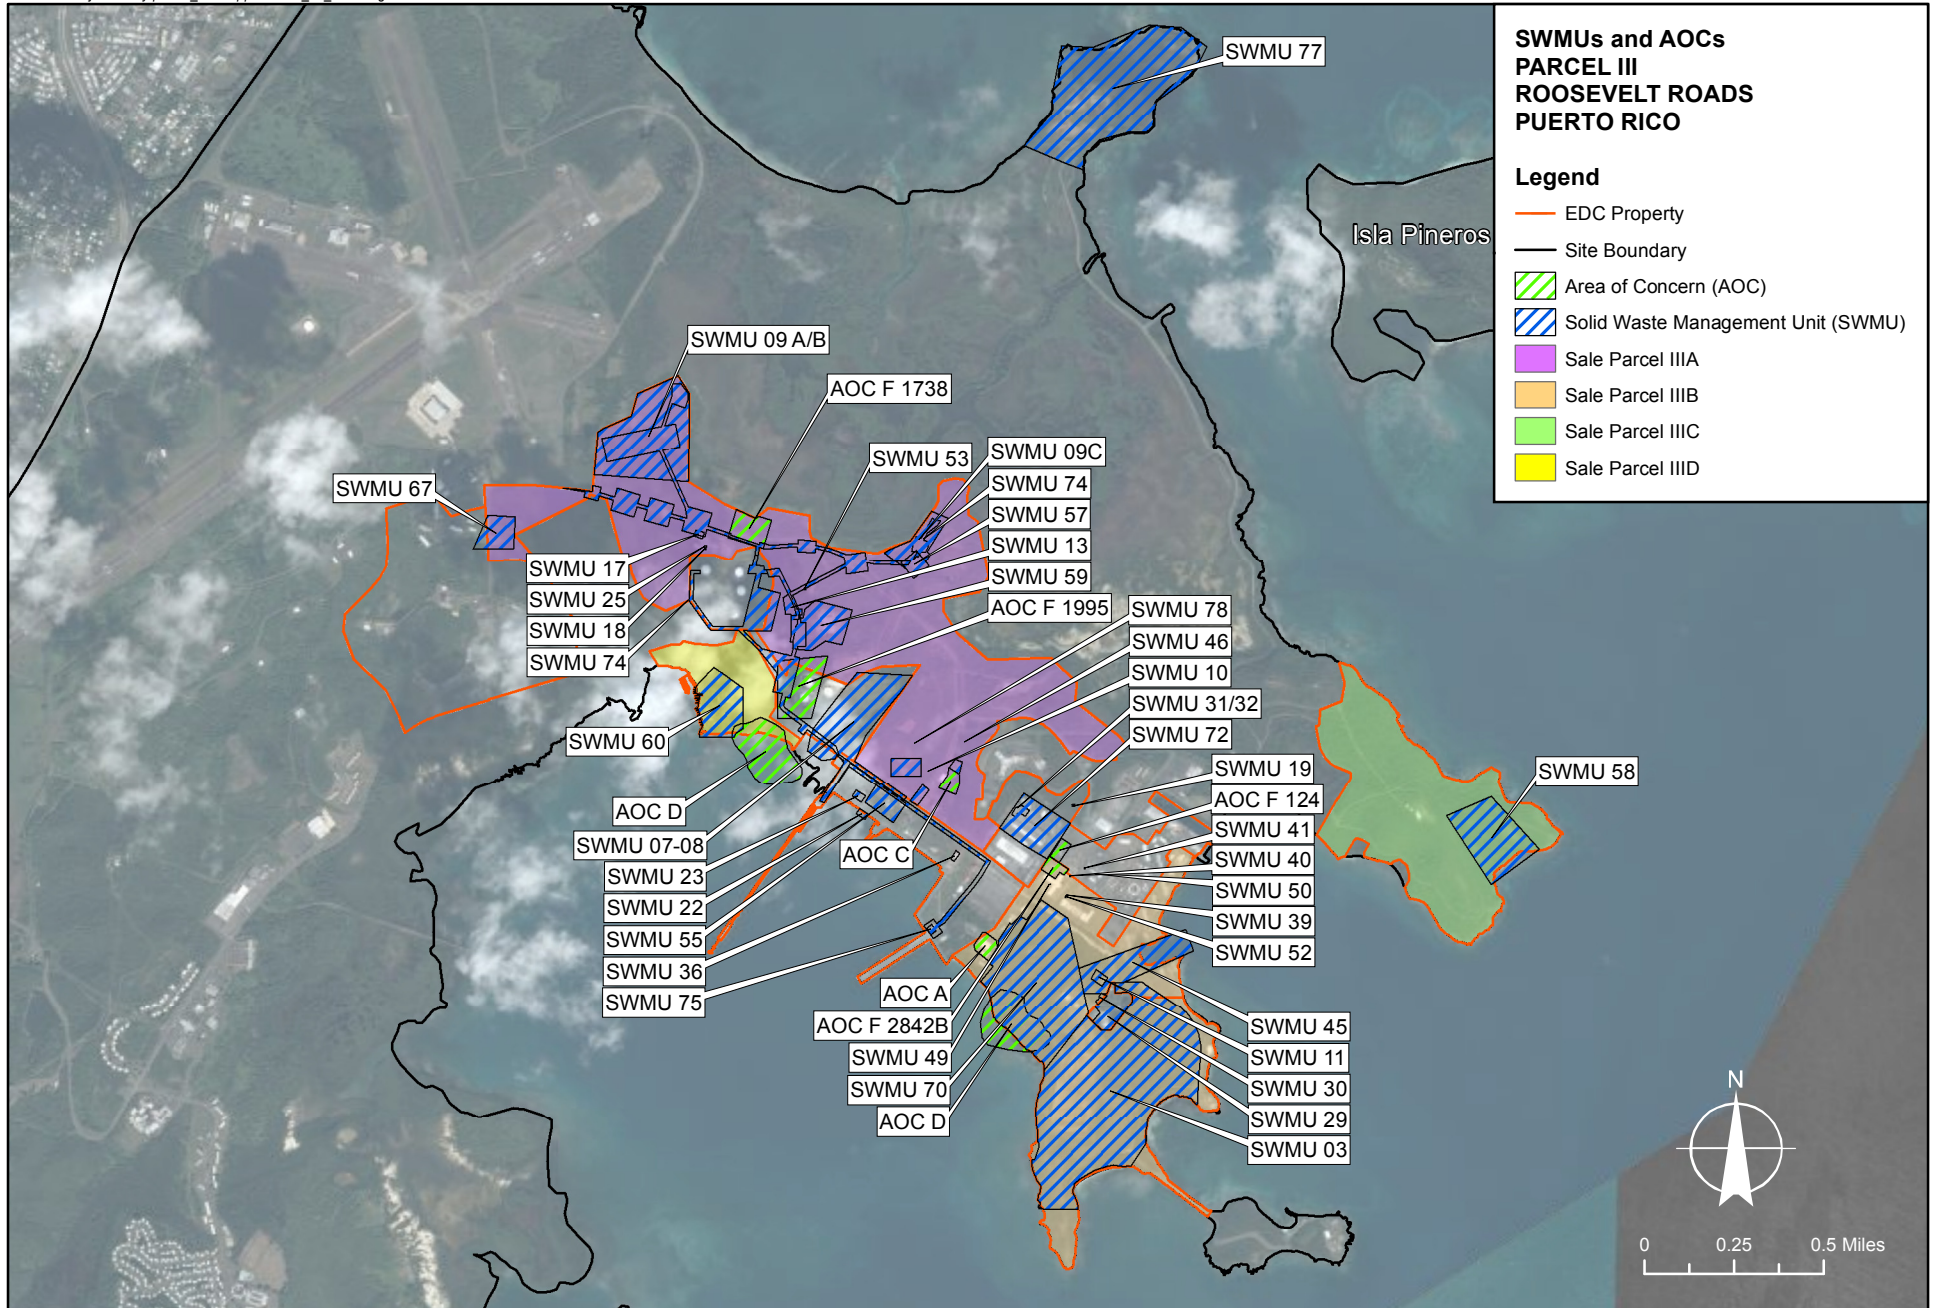 SWMUs and AOCs
PARCEL III
ROOSEVELT ROADS
PUERTO RICO
Legend
EDC Property
Site Boundary
Area of Concern (AOC)
Solid Waste Management Unit (SWMU)
Sale Parcel IIIA
Sale Parcel IIIB
Sale Parcel IIIC
Sale Parcel IIID
SWMU 77
Isla Pineros
SWMU 09 A/B
AOC F 1738
SWMU 53
SWMU 09C
SWMU 74
SWMU 57
SWMU 13
SWMU 59
AOC F 1995
SWMU 67
SWMU 17
SWMU 25
SWMU 18
SWMU 74
SWMU 78
SWMU 46
SWMU 10
SWMU 31/32
SWMU 72
SWMU 60
SWMU 19
AOC F 124
SWMU 41
SWMU 40
SWMU 50
SWMU 39
SWMU 52
SWMU 58
AOC D
SWMU 07-08
AOC C
SWMU 23
SWMU 22
SWMU 55
SWMU 36
SWMU 75
AOC A
AOC F 2842B
SWMU 49
SWMU 70
AOC D
SWMU 45
SWMU 11
SWMU 30
SWMU 29
SWMU 03
N
0 0.25 0.5 Miles